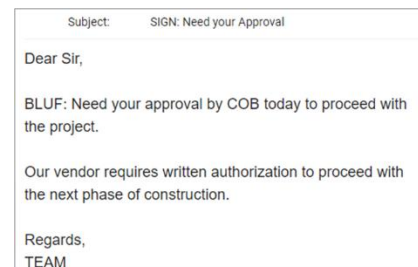 Subject: SIGN: Need your Approval
Dear Sir,
BLUF: Need your approval by COB today to proceed with
the project.
Our vendor requires written authorization to proceed with
the next phase of construction.
Regards,
TEAM